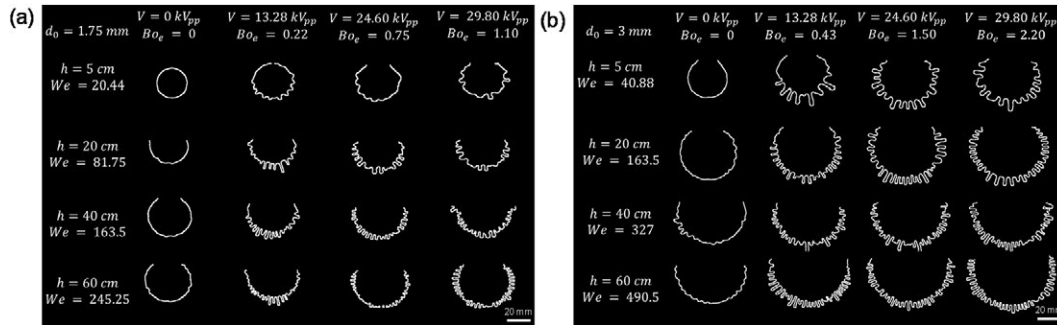 (a)
d₀ = 1.75 mm
V = 0 kVₚₚ V = 13.28 kVₚₚ V = 24.60 kVₚₚ V = 29.80 kVₚₚ
Boₑ = 0 Boₑ = 0.22 Boₑ = 0.75 Boₑ = 1.10
h = 5 cm
We = 20.44
h = 20 cm
We = 81.75
h = 40 cm
We = 163.5
h = 60 cm
We = 245.25
20 mm
(b)
d₀ = 3 mm
V = 0 kVₚₚ V = 13.28 kVₚₚ V = 24.60 kVₚₚ V = 29.80 kVₚₚ
Boₑ = 0 Boₑ = 0.43 Boₑ = 1.50 Boₑ = 2.20
h = 5 cm
We = 40.88
h = 20 cm
We = 163.5
h = 40 cm
We = 327
h = 60 cm
We = 490.5
20 mm